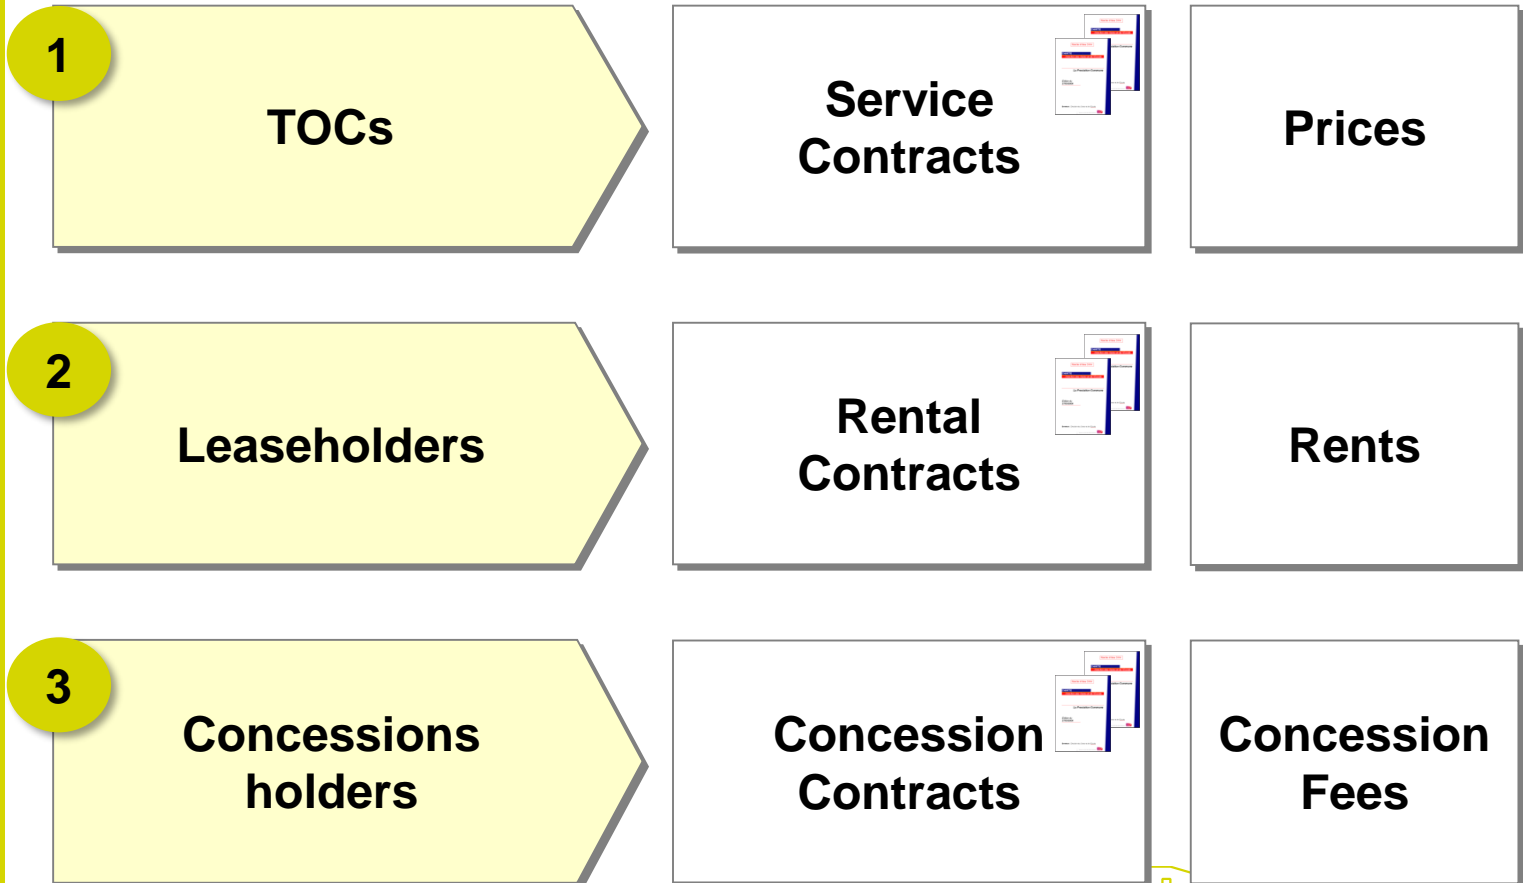 1
TOCs
Service
Contracts
Prices
2
Leaseholders
Rental
Contracts
Rents
3
Concessions
holders
Concession
Contracts
Concession
Fees